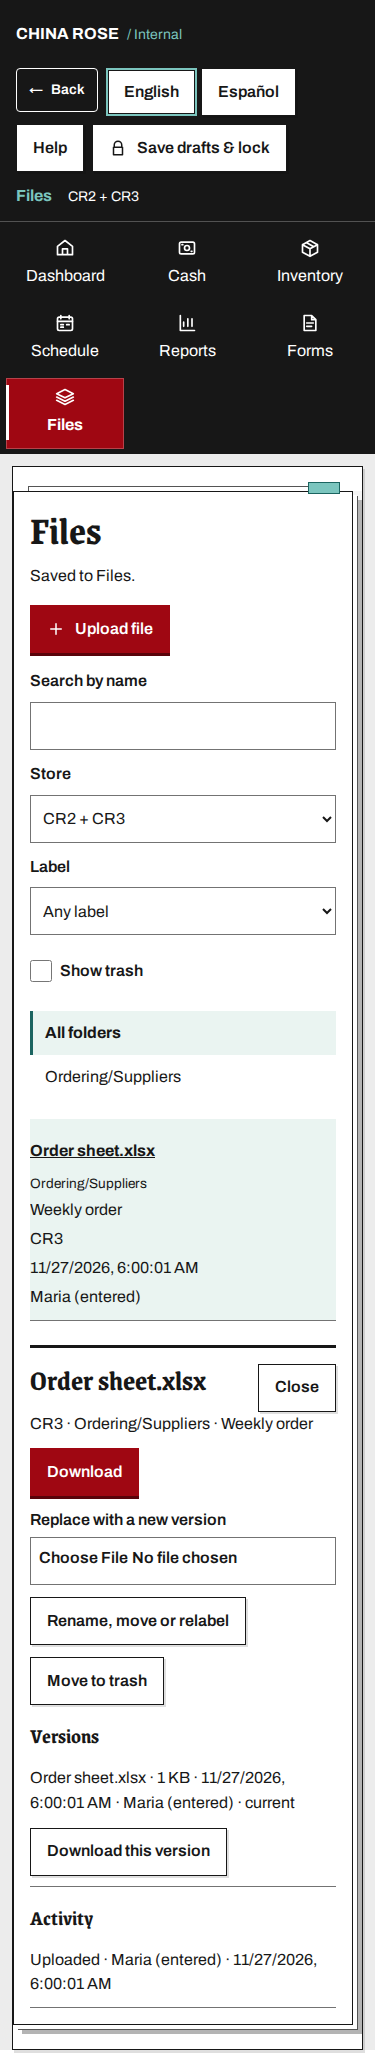 CHINA ROSE / Internal
← Back
English
Español
Help
Save drafts & lock
Files CR2 + CR3
Dashboard
Cash
Inventory
Schedule
Reports
Forms
Files
Files
Saved to Files.
+ Upload file
Search by name
Store
CR2 + CR3
Label
Any label
Show trash
All folders
Ordering/Suppliers
Order sheet.xlsx
Ordering/Suppliers
Weekly order
CR3
11/27/2026, 6:00:01 AM
Maria (entered)
Order sheet.xlsx
Close
CR3 · Ordering/Suppliers · Weekly order
Download
Replace with a new version
Choose File No file chosen
Rename, move or relabel
Move to trash
Versions
Order sheet.xlsx · 1 KB · 11/27/2026,
6:00:01 AM · Maria (entered) · current
Download this version
Activity
Uploaded · Maria (entered) · 11/27/2026,
6:00:01 AM